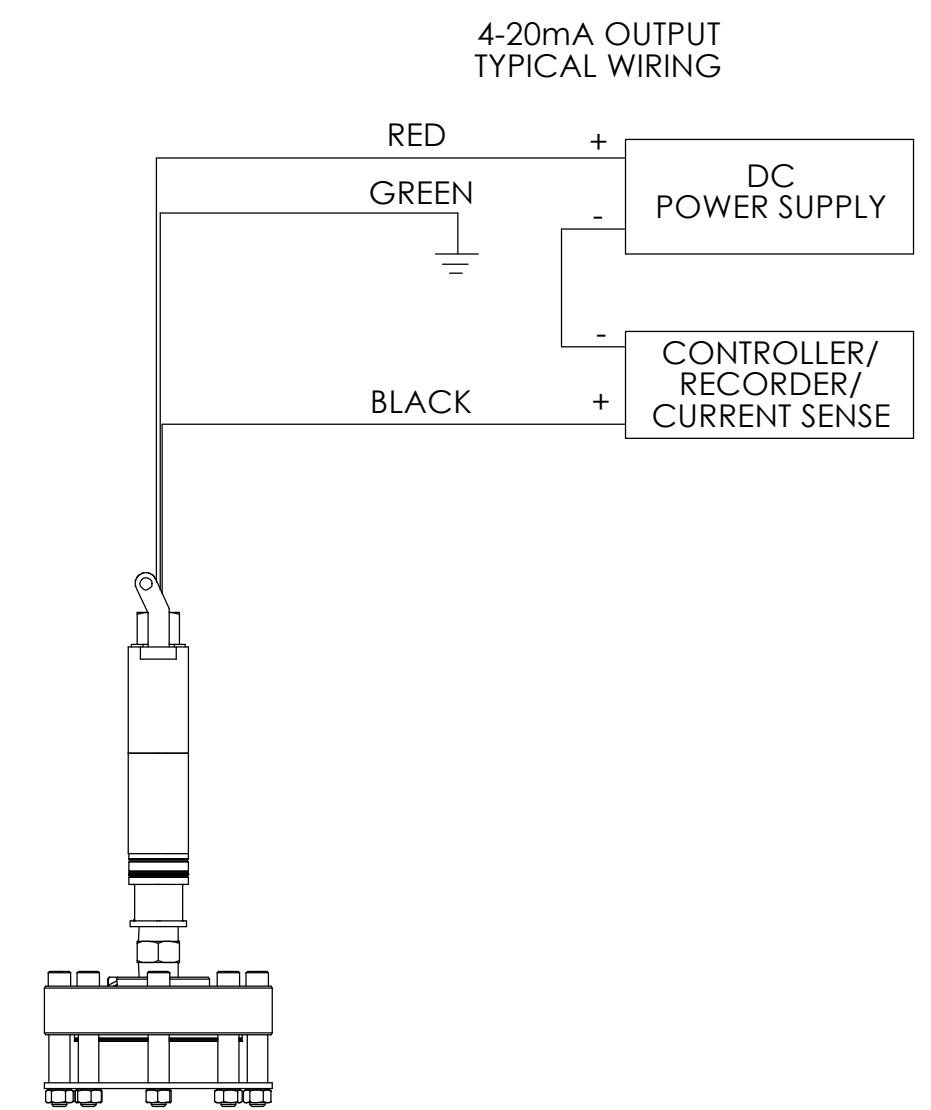 4-20mA OUTPUT
TYPICAL WIRING
RED
+
DC
POWER SUPPLY
GREEN
-
-
CONTROLLER/
RECORDER/
CURRENT SENSE
BLACK
+